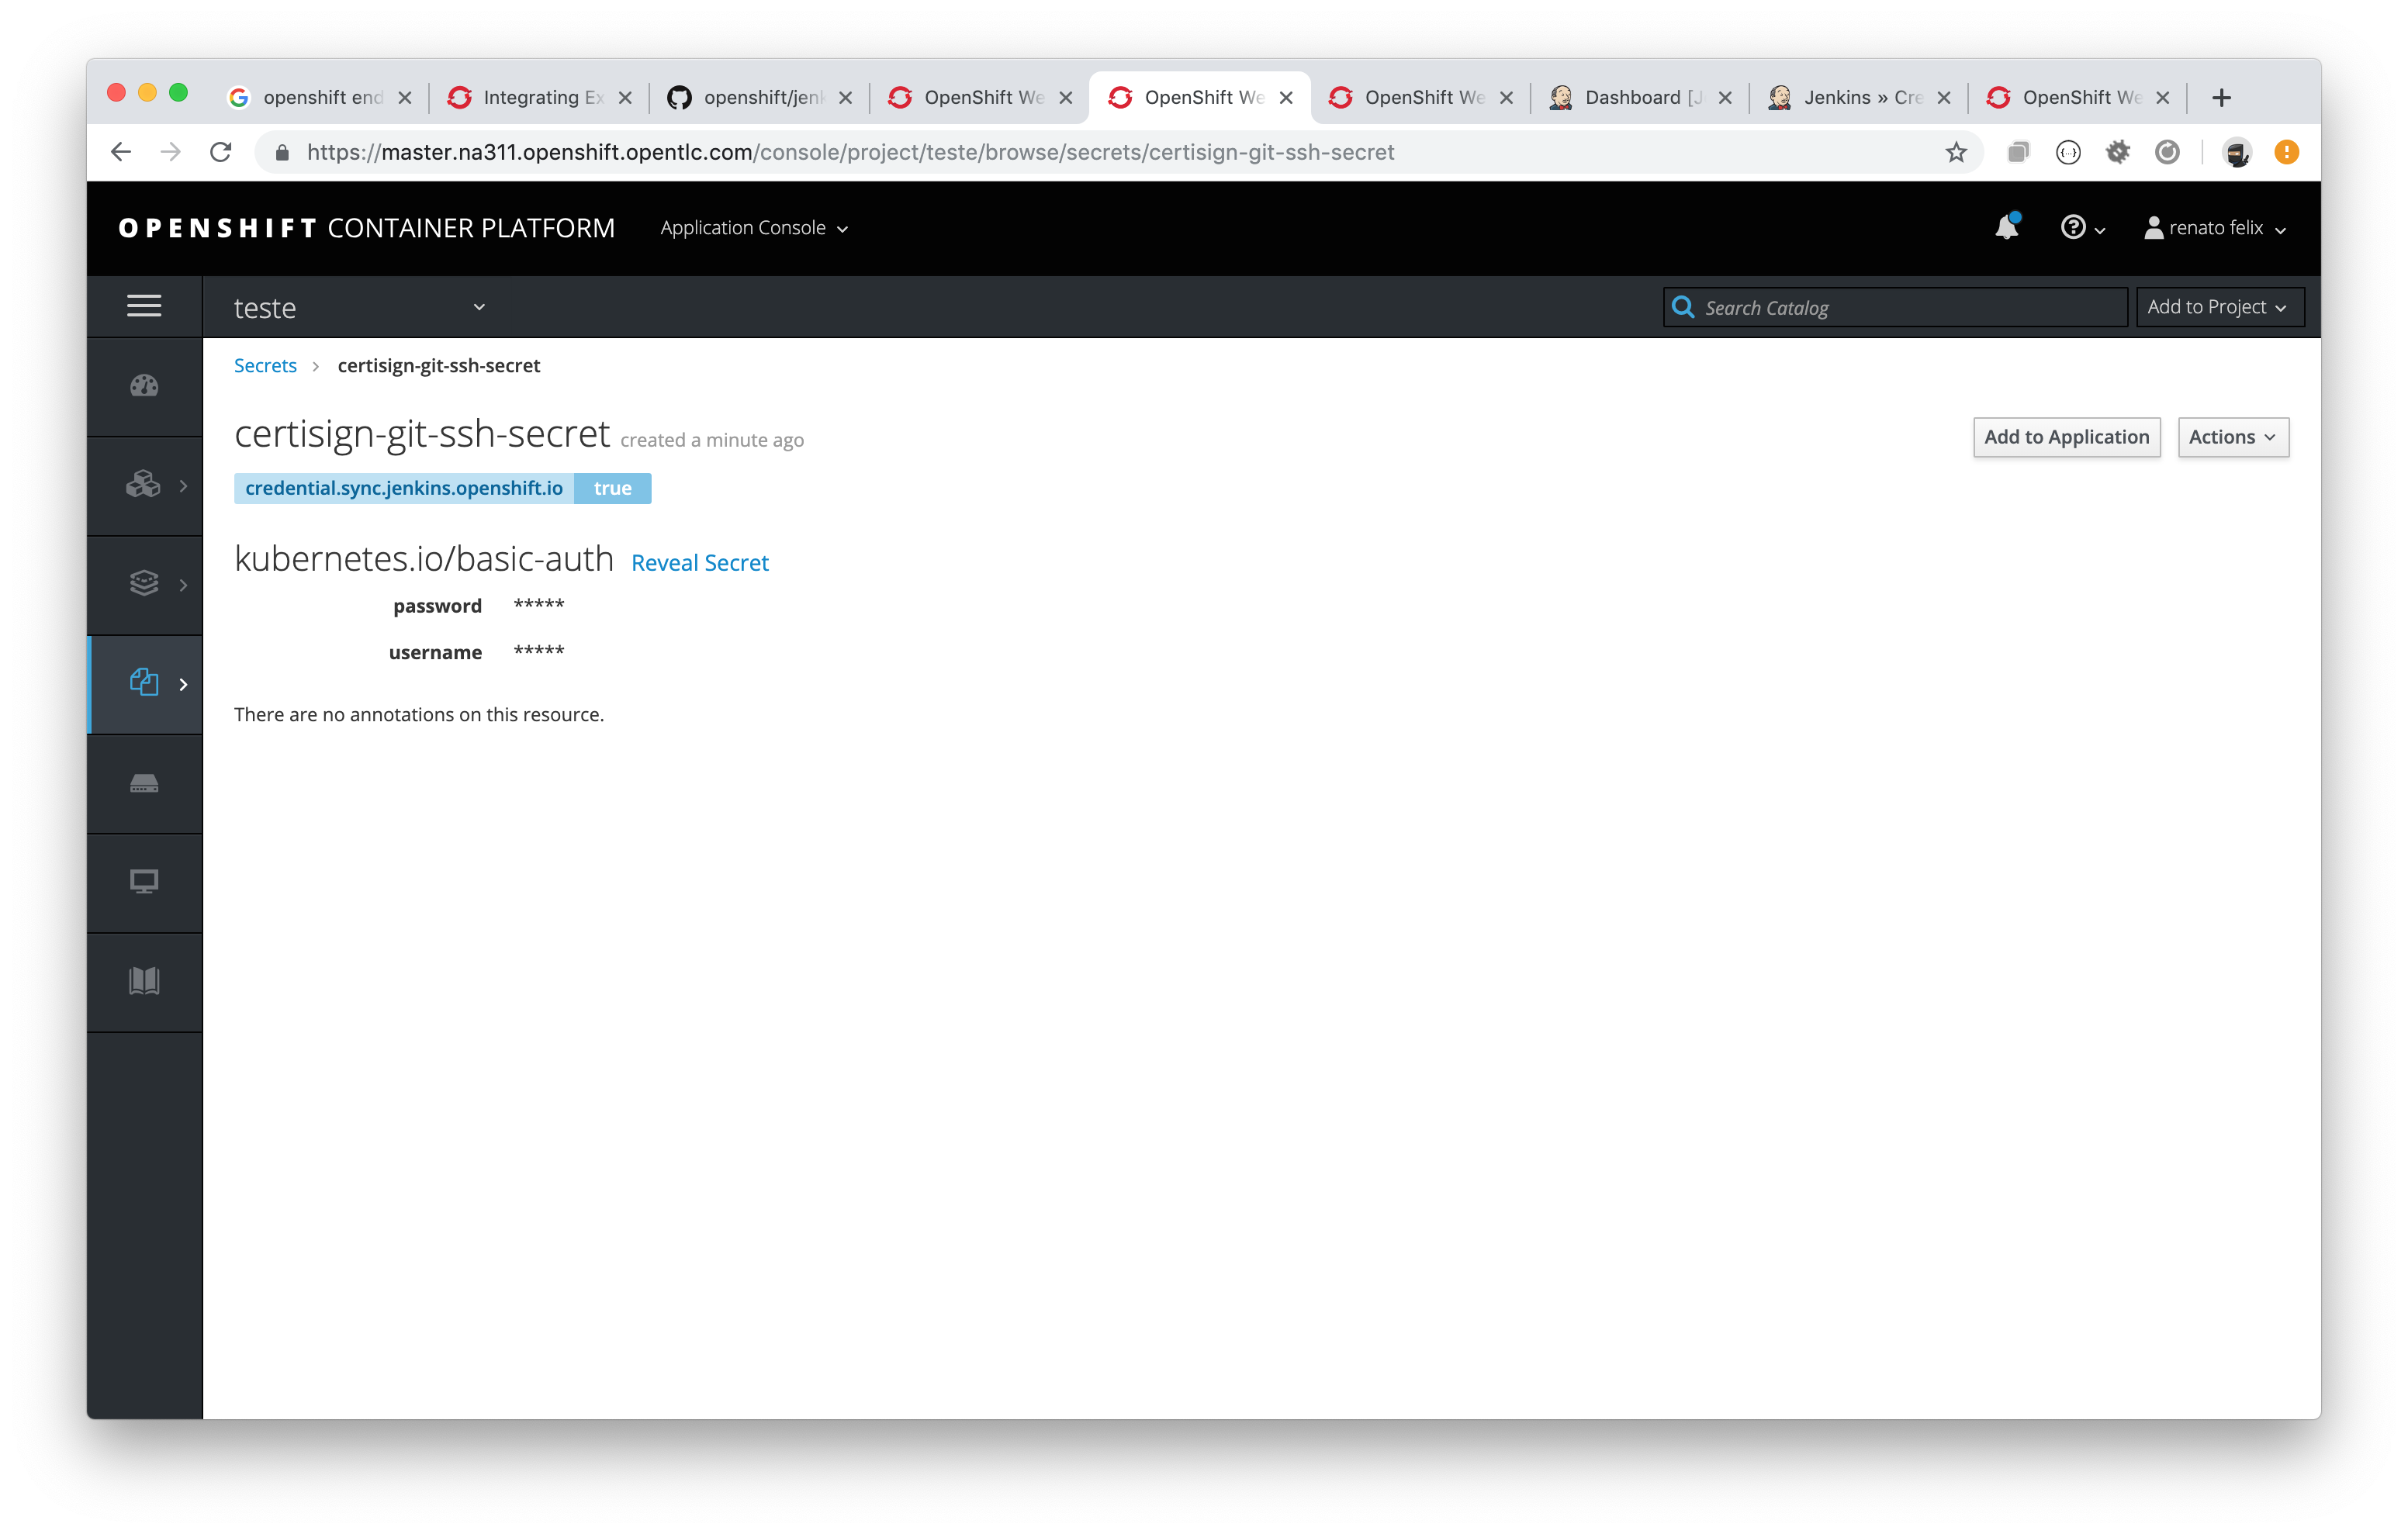 openshift end
Integrating Ex
openshift/jenk
OpenShift We
OpenShift We
OpenShift We
Dashboard [J
Jenkins » Cre
OpenShift We
https://master.na311.openshift.opentlc.com/console/project/teste/browse/secrets/certisign-git-ssh-secret
OPENSHIFT CONTAINER PLATFORM
Application Console
renato felix
teste
Search Catalog
Add to Project
Secrets > certisign-git-ssh-secret
certisign-git-ssh-secret created a minute ago
Add to Application
Actions
credential.sync.jenkins.openshift.io true
kubernetes.io/basic-auth Reveal Secret
password *****
username *****
There are no annotations on this resource.